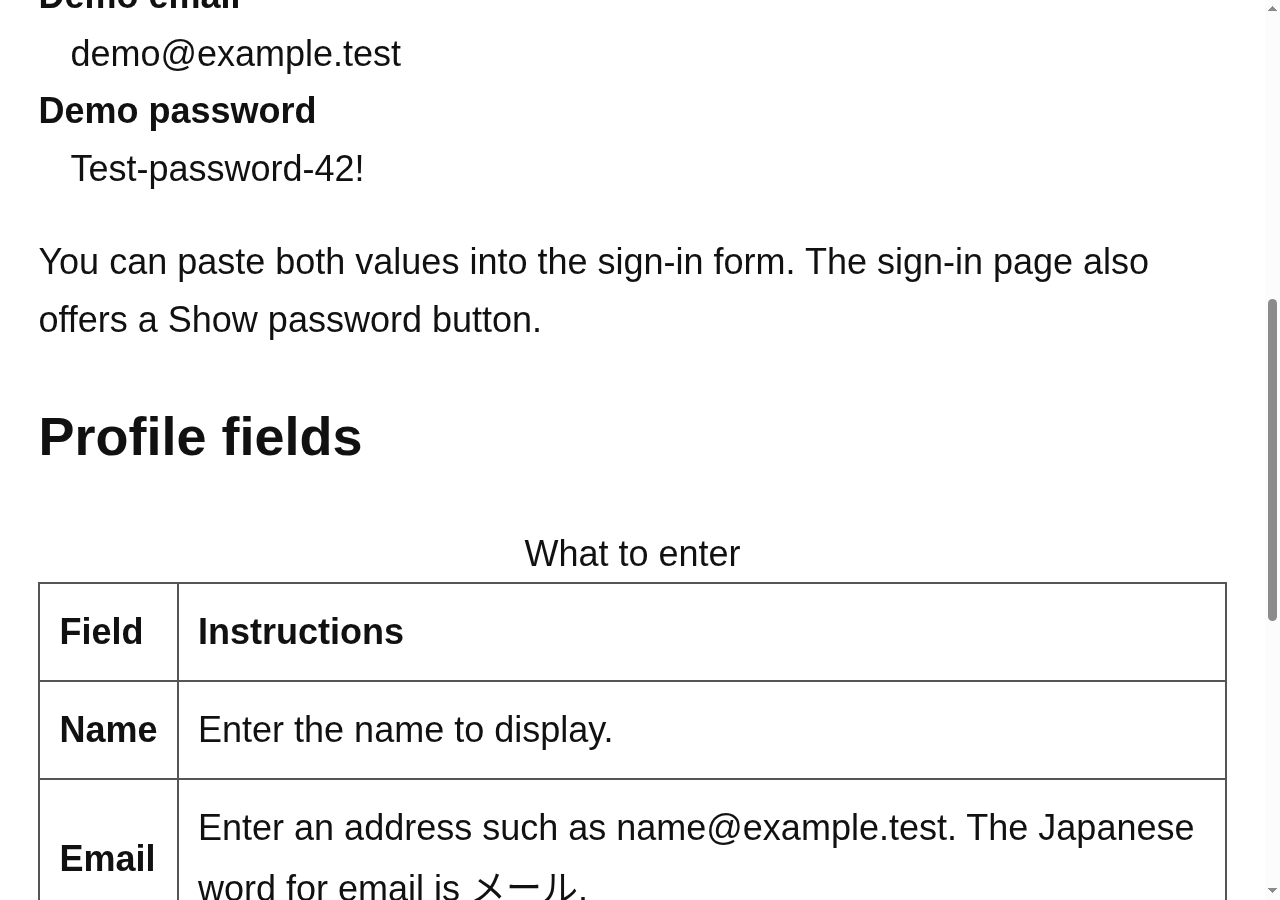 Demo email
demo@example.test
Demo password
Test-password-42!
You can paste both values into the sign-in form. The sign-in page also
offers a Show password button.
Profile fields
What to enter
Field Instructions
Name Enter the name to display.
Email Enter an address such as name@example.test. The Japanese
word for email is メール.